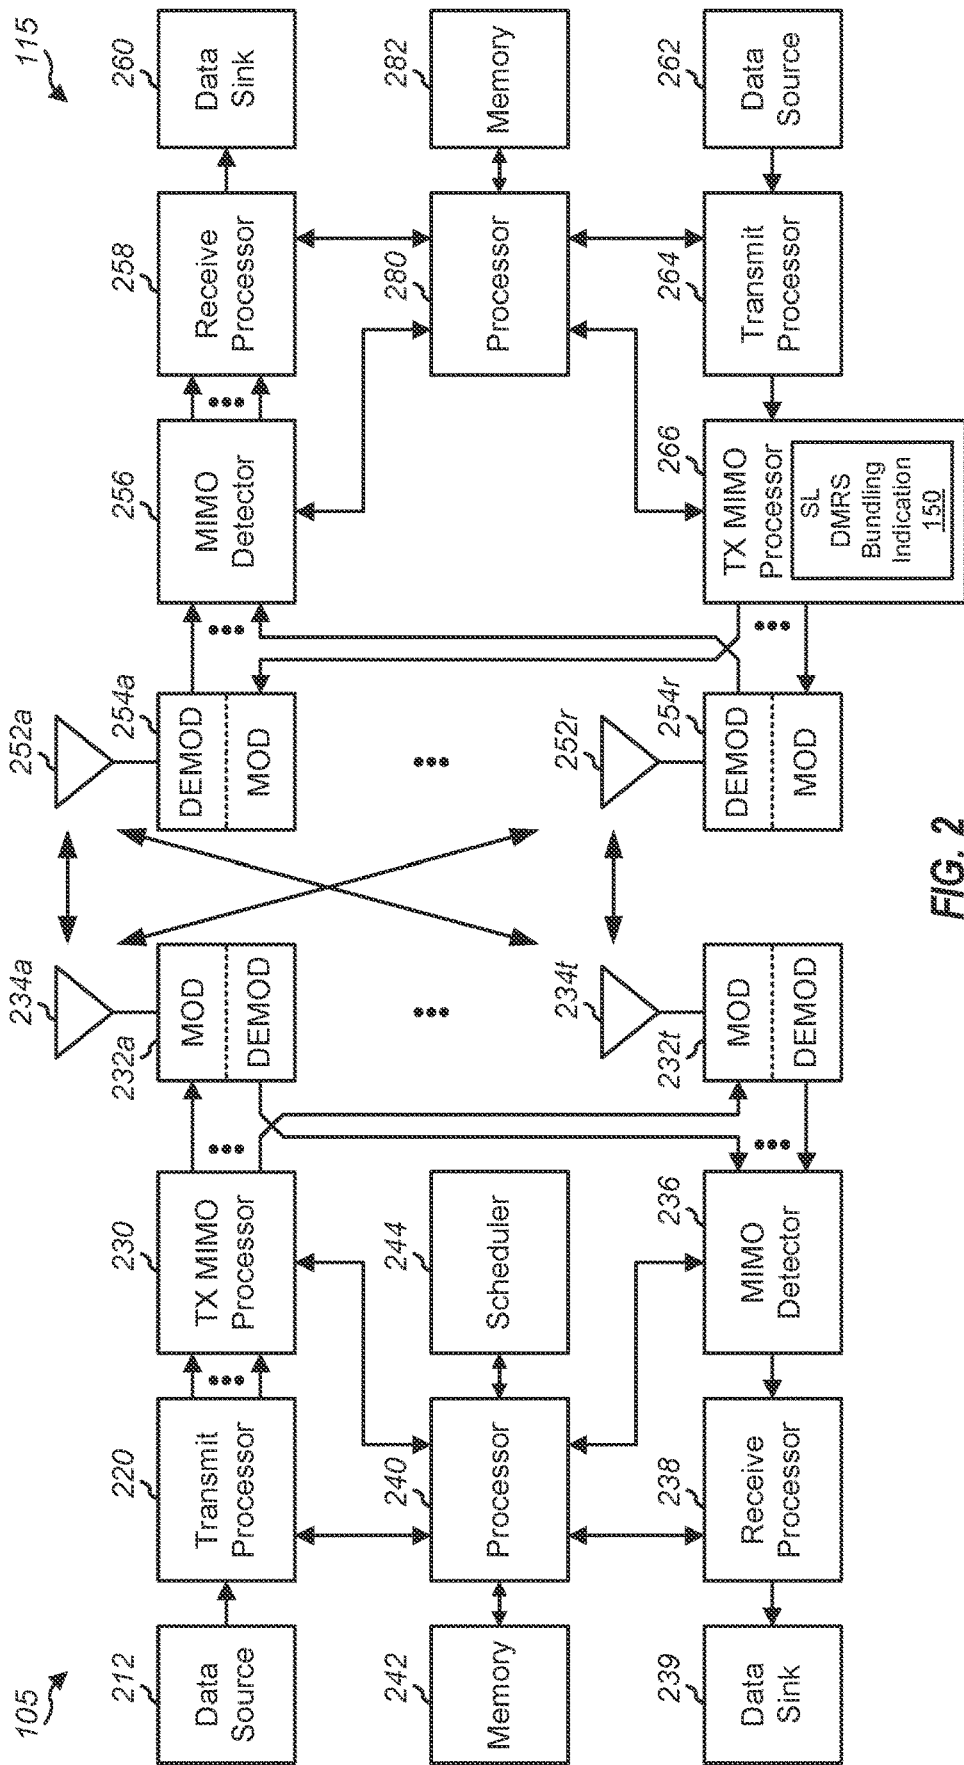 105
115
212
Data
Source
220
Transmit
Processor
230
TX MIMO
Processor
232a
MOD
DEMOD
234a
252a
254a
DEMOD
MOD
256
MIMO
Detector
258
Receive
Processor
260
Data
Sink
242
Memory
240
Processor
244
Scheduler
280
Processor
282
Memory
239
Data
Sink
238
Receive
Processor
236
MIMO
Detector
232t
MOD
DEMOD
234t
252r
254r
DEMOD
MOD
266
TX MIMO
Processor
SL
DMRS
Bundling
Indication
150
264
Transmit
Processor
262
Data
Source
FIG. 2